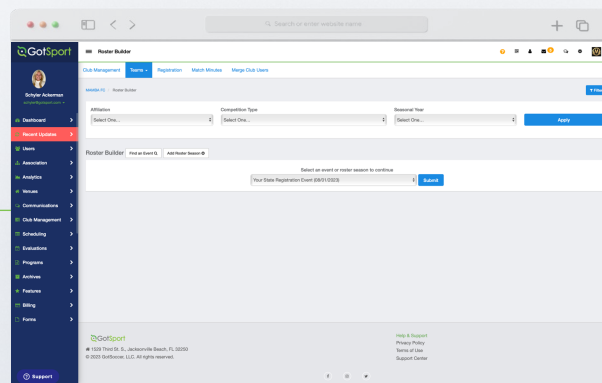 Search or enter website name
GotSport
Roster Builder
Schyler Ackerman
Club Management
Teams
Registration
Match Minutes
Merge Club Users
Roster Builder
Filter
Dashboard
Recent Updates
Users
Association
Analytics
Venues
Communications
Club Management
Scheduling
Evaluations
Programs
Archives
Features
Billing
Forms
Support
Affiliation
Competition Type
Seasonal Year
Select One...
Select One...
Select One...
Apply
Roster Builder
Find an Event
Add Roster Season
Select an event or roster season to continue
Your State Registration Event (08/01/2023)
Submit
GotSport
1529 Third St. S., Jacksonville Beach, FL 32250
© 2023 GotSoccer, LLC. All rights reserved.
Help & Support
Privacy Policy
Terms of Use
Support Center